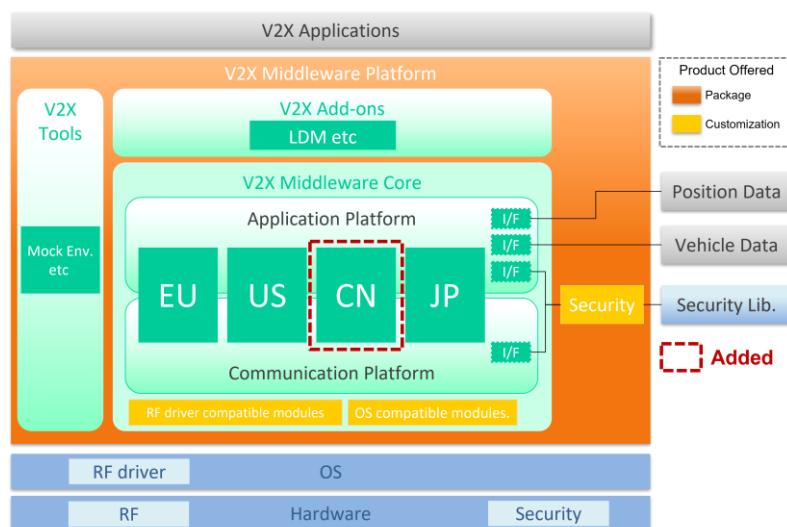 V2X Applications
V2X Middleware Platform
Product Offered
Package
Customization
V2X
Tools
V2X Add-ons
LDM etc
V2X Middleware Core
Application Platform
I/F
Position Data
I/F
Vehicle Data
I/F
Mock Env.
etc
EU
US
CN
JP
Security
Security Lib.
I/F
Added
Communication Platform
RF driver compatible modules
OS compatible modules.
RF driver
OS
RF
Hardware
Security